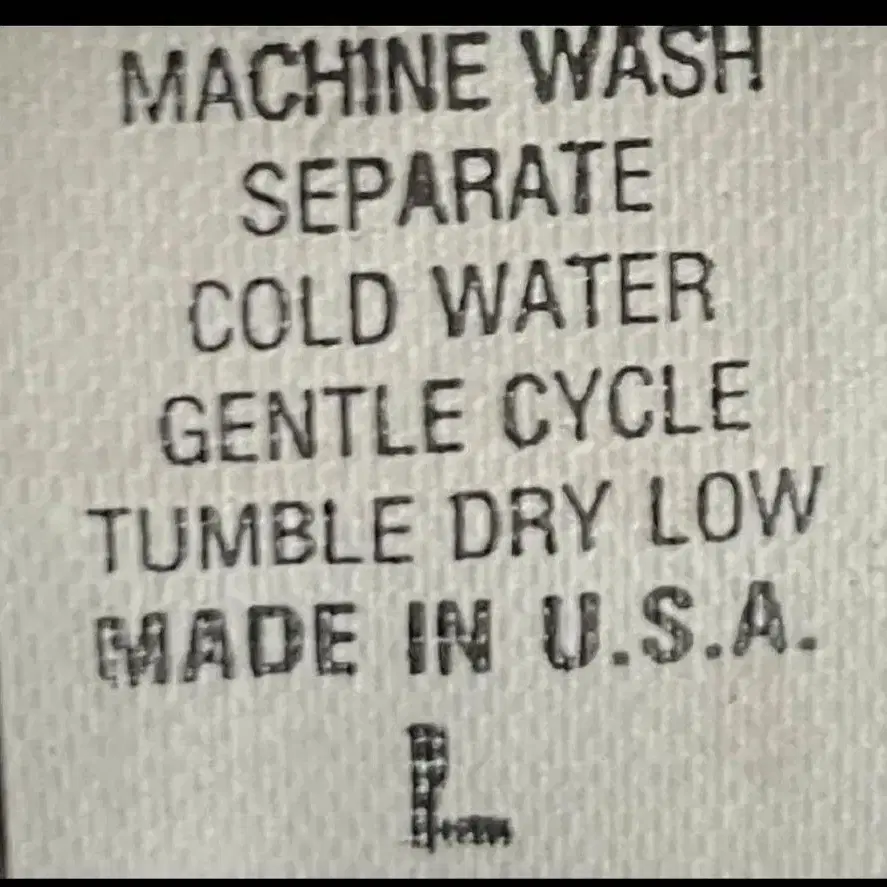 MACHINE WASH
SEPARATE
COLD WATER
GENTLE CYCLE
TUMBLE DRY LOW
MADE IN U.S.A.
L